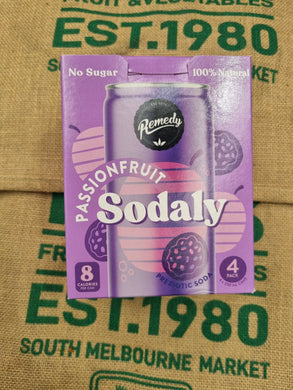 FRUIT & VEGETABLES
EST.1980
No Sugar
100% Natural
MARKET
Remedy
PASSIONFRUIT
Sodaly
8
CALORIES
PER CAN
PREBIOTIC SODA
4
PACK
EST.1980
SOUTH MELBOURNE MARKET